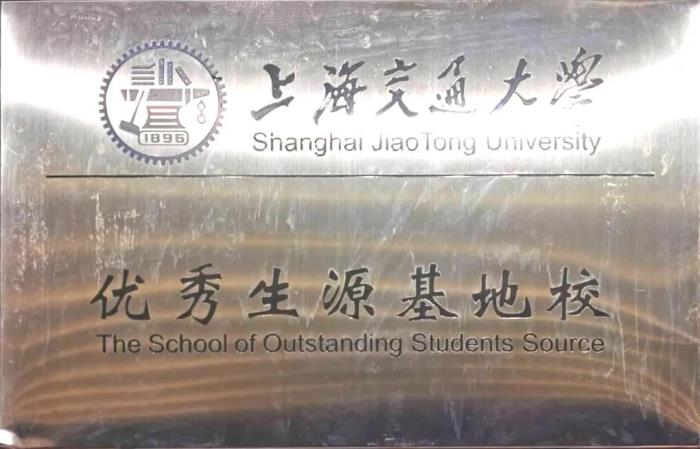 上海交通大學
Shanghai JiaoTong University
1896
优秀生源基地校
The School of Outstanding Students Source